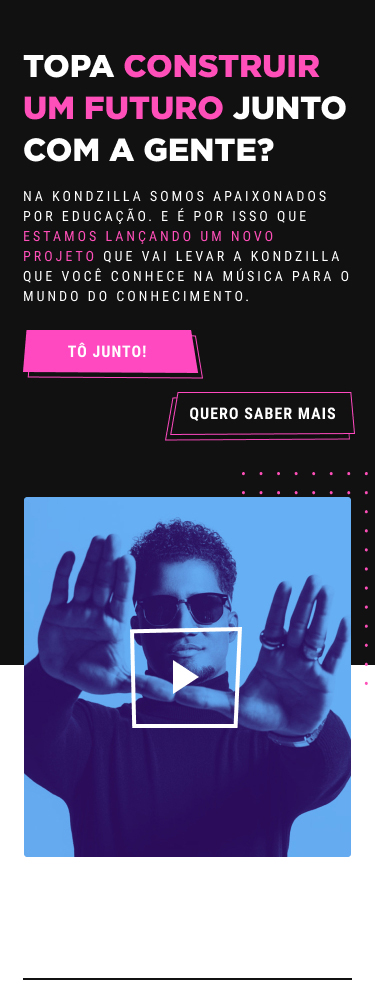 TOPA CONSTRUIR
UM FUTURO JUNTO
COM A GENTE?
NA KONDZILLA SOMOS APAIXONADOS
POR EDUCAÇÃO. E É POR ISSO QUE
ESTAMOS LANÇANDO UM NOVO
PROJETO QUE VAI LEVAR A KONDZILLA
QUE VOCÊ CONHECE NA MÚSICA PARA O
MUNDO DO CONHECIMENTO.
TÔ JUNTO!
QUERO SABER MAIS